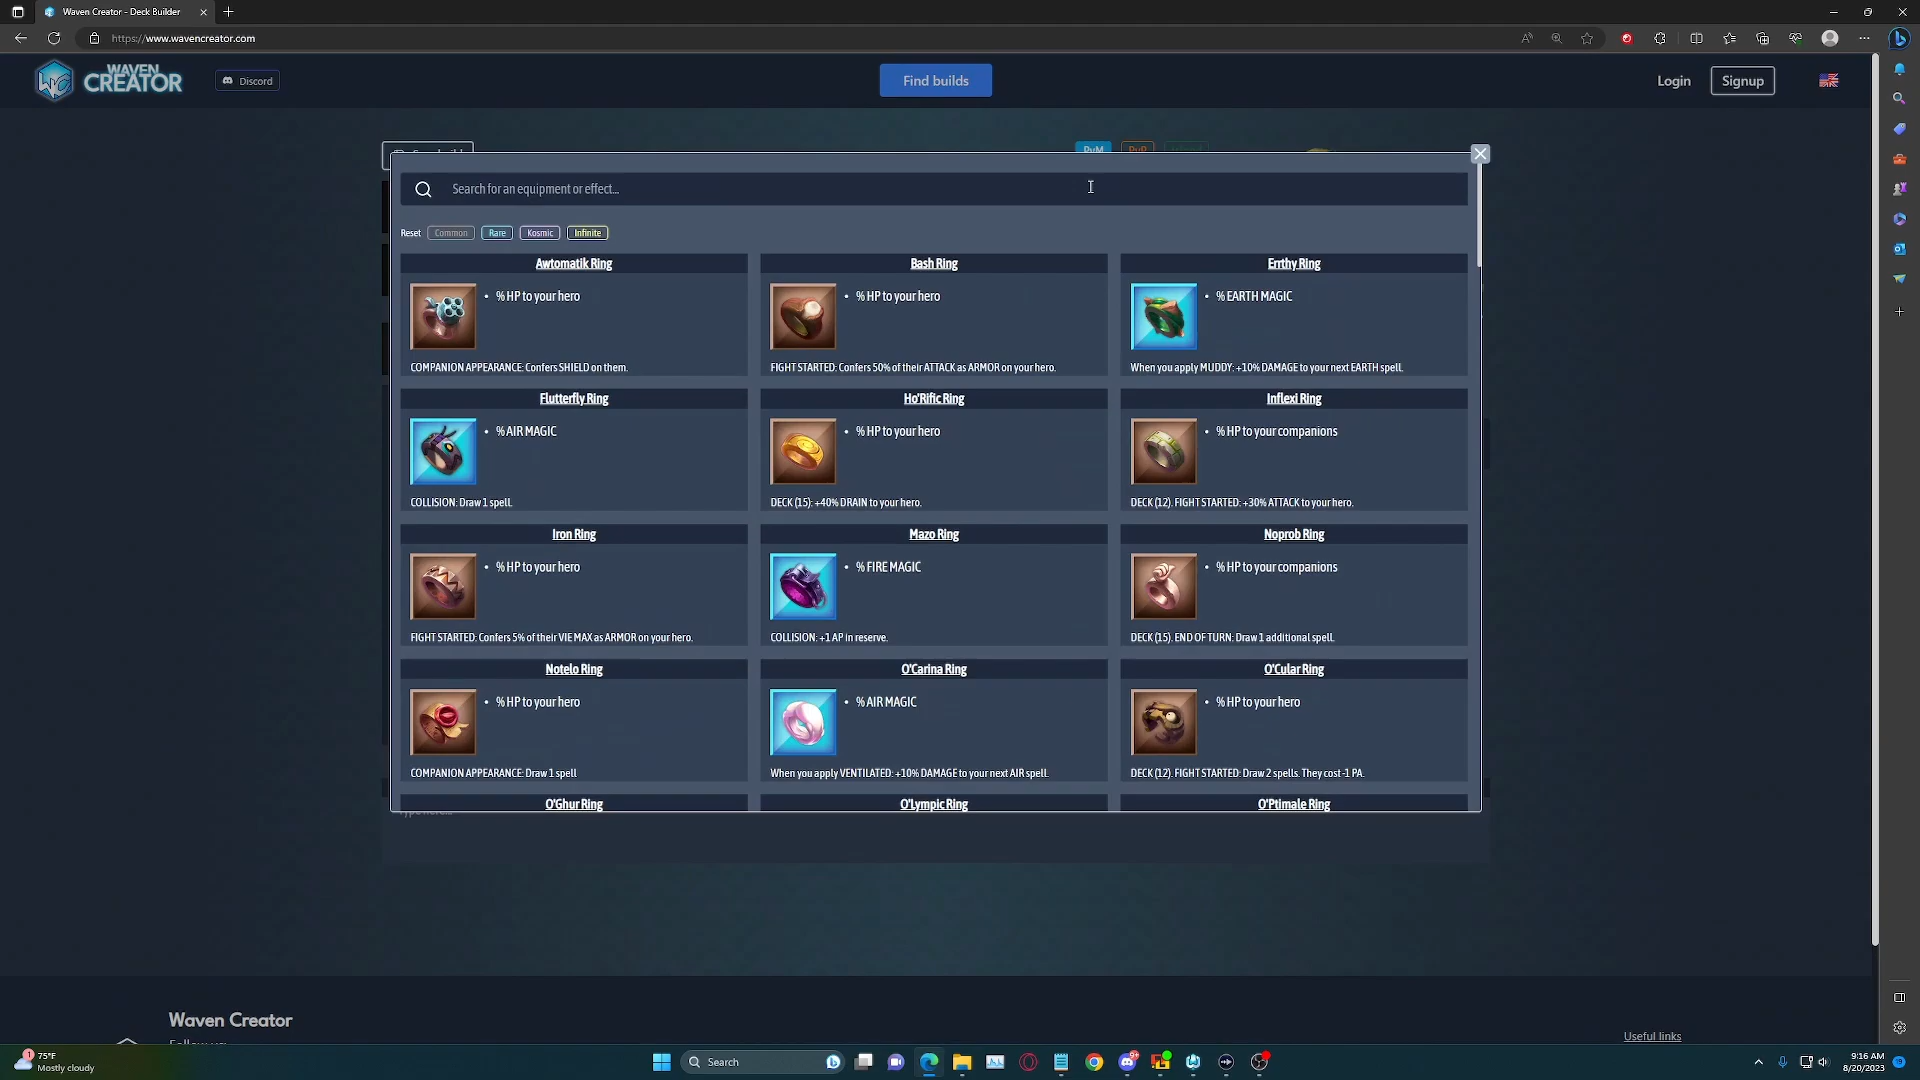 Waven Creator - Deck Builder
https://www.wavencreator.com
WAVEN
CREATOR
Discord
Find builds
Login
Signup
PvM
PvP
Search for an equipment or effect...
Reset
Common
Rare
Kosmic
Infinite
Awtomatik Ring
• % HP to your hero
COMPANION APPEARANCE: Confers SHIELD on them.
Bash Ring
• % HP to your hero
FIGHT STARTED: Confers 50% of their ATTACK as ARMOR on your hero.
Errthy Ring
• % EARTH MAGIC
When you apply MUDDY: +10% DAMAGE to your next EARTH spell.
Flutterfly Ring
• % AIR MAGIC
COLLISION: Draw 1 spell.
Ho'Rific Ring
• % HP to your hero
DECK (15): +40% DRAIN to your hero.
Inflexi Ring
• % HP to your companions
DECK (12). FIGHT STARTED: +30% ATTACK to your hero.
Iron Ring
• % HP to your hero
FIGHT STARTED: Confers 5% of their VIE MAX as ARMOR on your hero.
Mazo Ring
• % FIRE MAGIC
COLLISION: +1 AP in reserve.
Noprob Ring
• % HP to your companions
DECK (15). END OF TURN: Draw 1 additional spell.
Notelo Ring
• % HP to your hero
COMPANION APPEARANCE: Draw 1 spell
O'Carina Ring
• % AIR MAGIC
When you apply VENTILATED: +10% DAMAGE to your next AIR spell.
O'Cular Ring
• % HP to your hero
DECK (12). FIGHT STARTED: Draw 2 spells. They cost -1 PA.
O'Ghur Ring
O'Lympic Ring
O'Ptimale Ring
Waven Creator
Useful links
1
75°F
Mostly cloudy
Search
9:16 AM
8/20/2023